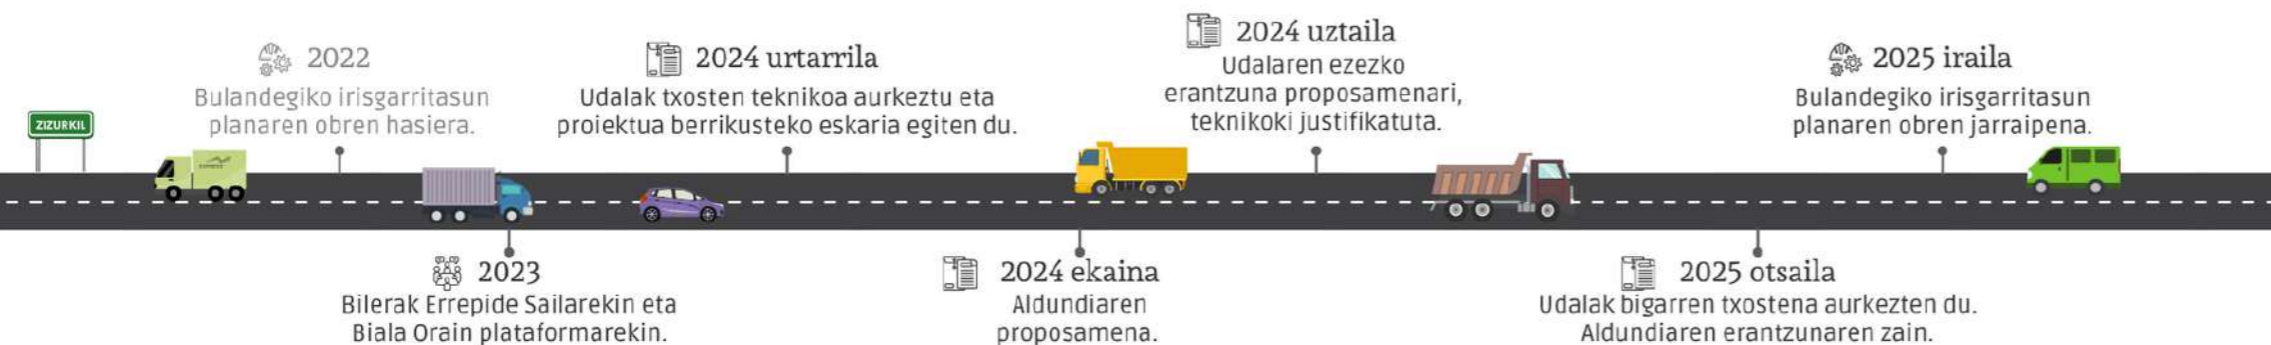 ZIZURKIL
2022
Bulandegiko irisgarritasun
planaren obren hasiera.
2023
Bilerak Errepide Sailarekin eta
Biala Orain plataformarekin.
2024 urtarrila
Udalak txosten teknikoa aurkeztu eta
proiektua berrikusteko eskaria egiten du.
2024 ekaina
Aldundiaren
proposamena.
2024 uztaila
Udalaren ezezko
erantzuna proposamenari,
teknikoki justifikatuta.
2025 otsaila
Udalak bigarren txostena aurkezten du.
Aldundiaren erantzunaren zain.
2025 iraila
Bulandegiko irisgarritasun
planaren obren jarraipena.